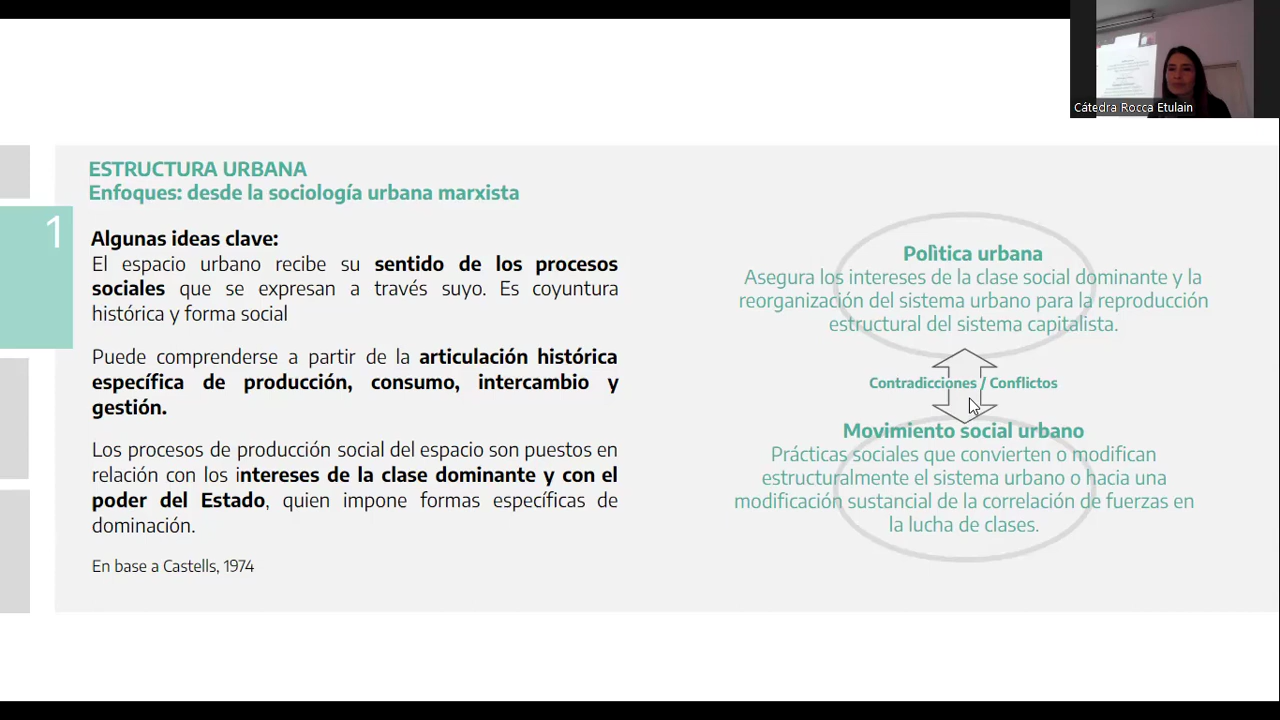 Cátedra Rocca Etulain
ESTRUCTURA URBANA
Enfoques: desde la sociología urbana marxista
1
Algunas ideas clave:
El espacio urbano recibe su sentido de los procesos
sociales que se expresan a través suyo. Es coyuntura
histórica y forma social
Puede comprenderse a partir de la articulación histórica
específica de producción, consumo, intercambio y
gestión.
Los procesos de producción social del espacio son puestos en
relación con los intereses de la clase dominante y con el
poder del Estado, quien impone formas específicas de
dominación.
En base a Castells, 1974
Polìtica urbana
Asegura los intereses de la clase social dominante y la
reorganización del sistema urbano para la reproducción
estructural del sistema capitalista.
Contradicciones / Conflictos
Movimiento social urbano
Prácticas sociales que convierten o modifican
estructuralmente el sistema urbano o hacia una
modificación sustancial de la correlación de fuerzas en
la lucha de clases.